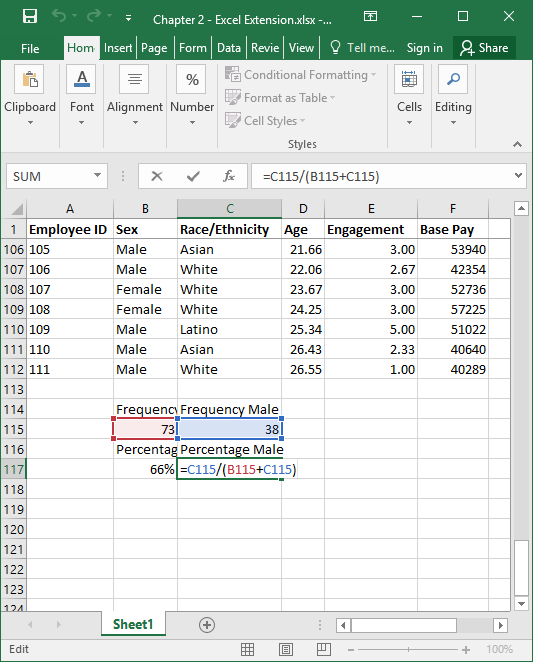 Chapter 2 - Excel Extension.xlsx -...
File Home Insert Page Form Data Revie View Tell me... Sign in Share
Clipboard Font Alignment Number Conditional Formatting Format as Table Cell Styles Styles Cells Editing
SUM fx =C115/(B115+C115)
A B C D E F
1 Employee ID Sex Race/Ethnicity Age Engagement Base Pay
106 105 Male Asian 21.66 3.00 53940
107 106 Male White 22.06 2.67 42354
108 107 Female White 23.67 3.00 52736
109 108 Female White 24.25 3.00 57225
110 109 Male Latino 25.34 5.00 51022
111 110 Male Asian 26.43 2.33 40640
112 111 Male White 26.55 1.00 40289
113
114 Frequency Frequency Male
115 73 38
116 Percentag Percentage Male
117 66% =C115/(B115+C115)
118
119
120
121
122
123
124
Sheet1
Edit 100%